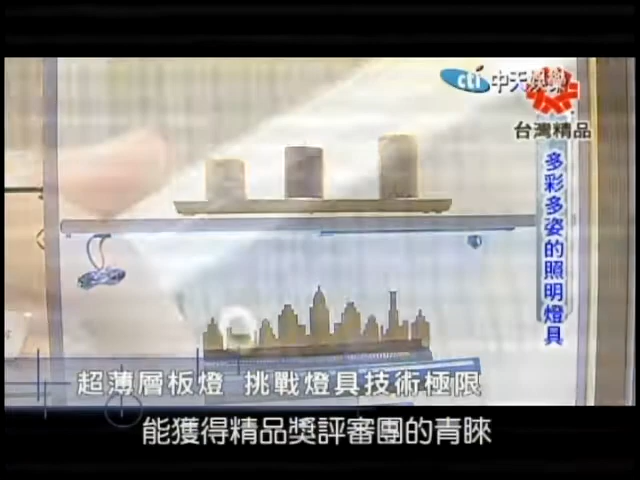 cti 中天娛樂
台灣精品
多彩多姿的照明燈具
超薄層板燈 挑戰燈具技術極限
能獲得精品獎評審團的青睞